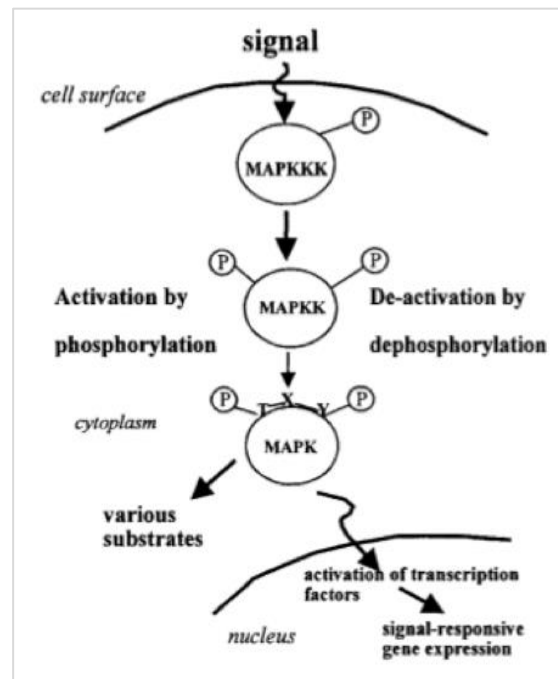 signal
cell surface
P
MAPKKK
P
P
Activation by
phosphorylation
MAPKK
De-activation by
dephosphorylation
P
T X Y
P
cytoplasm
MAPK
various
substrates
activation of transcription
factors
nucleus
signal-responsive
gene expression